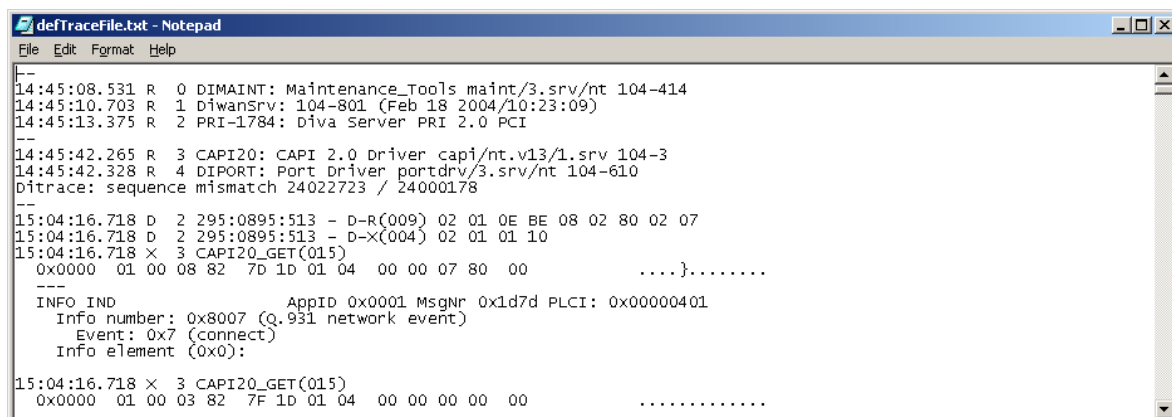 defTraceFile.txt - Notepad
File Edit Format Help
--
14:45:08.531 R  0 DIMAINT: Maintenance_Tools maint/3.srv/nt 104-414
14:45:10.703 R  1 DiwanSrv: 104-801 (Feb 18 2004/10:23:09)
14:45:13.375 R  2 PRI-1784: Diva Server PRI 2.0 PCI
--
14:45:42.265 R  3 CAPI20: CAPI 2.0 Driver capi/nt.v13/1.srv 104-3
14:45:42.328 R  4 DIPORT: Port Driver portdrv/3.srv/nt 104-610
Ditrace: sequence mismatch 24022723 / 24000178
--
15:04:16.718 D  2 295:0895:513 - D-R(009) 02 01 0E BE 08 02 80 02 07
15:04:16.718 D  2 295:0895:513 - D-X(004) 02 01 01 10
15:04:16.718 X  3 CAPI20_GET(015)
  0x0000  01 00 08 82  7D 1D 01 04  00 00 07 80  00            ....}........
  ---
  INFO IND                  AppID 0x0001 MsgNr 0x1d7d PLCI: 0x00000401
    Info number: 0x8007 (Q.931 network event)
      Event: 0x7 (connect)
    Info element (0x0):
15:04:16.718 X  3 CAPI20_GET(015)
  0x0000  01 00 03 82  7F 1D 01 04  00 00 00 00  00            .............